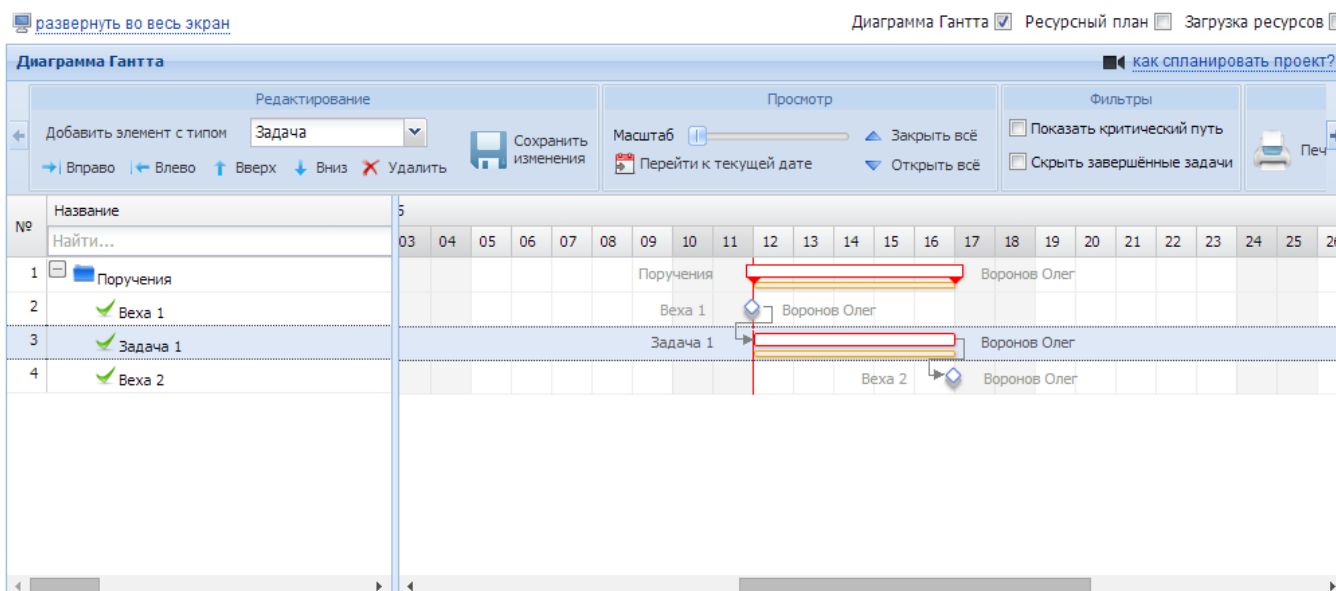 развернуть во весь экран Диаграмма Гантта Ресурсный план Загрузка ресурсов
Диаграмма Гантта как спланировать проект?
Редактирование Просмотр Фильтры
Добавить элемент с типом Задача Сохранить изменения Масштаб Закрыть всё Показать критический путь
Вправо Влево Вверх Вниз Удалить Перейти к текущей дате Открыть всё Скрыть завершённые задачи
№ Название
Найти... 03 04 05 06 07 08 09 10 11 12 13 14 15 16 17 18 19 20 21 22 23 24 25
1 Поручения Поручения Воронов Олег
2 Веха 1 Веха 1 Воронов Олег
3 Задача 1 Задача 1 Воронов Олег
4 Веха 2 Веха 2 Воронов Олег